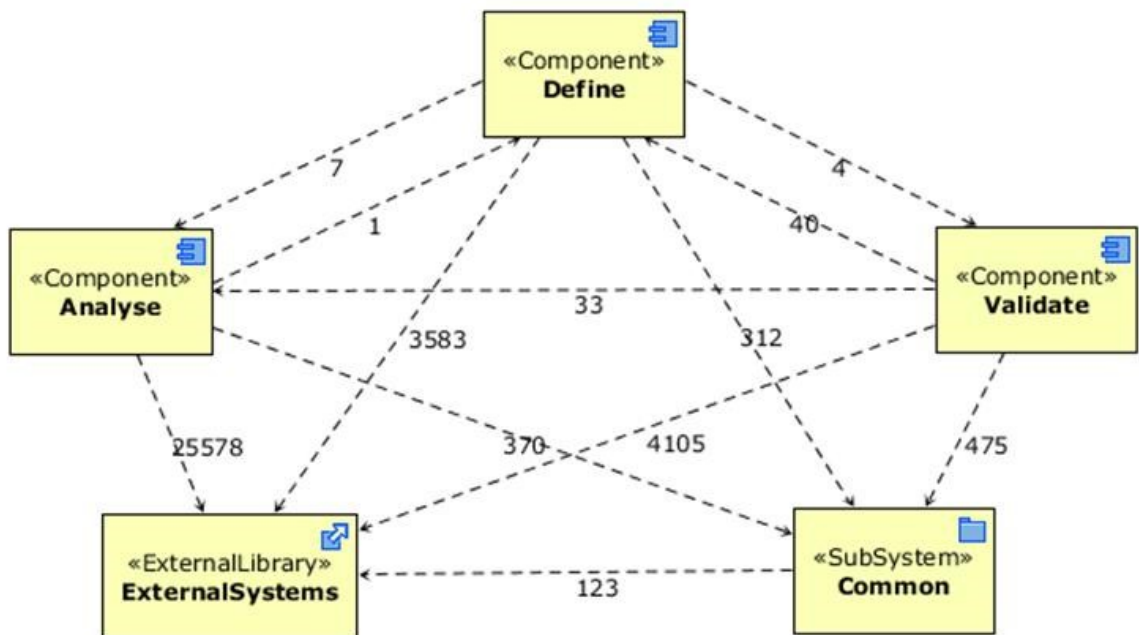 «Component»
Define
7
4
1
40
«Component»
Analyse
«Component»
Validate
33
3583
312
25578
370
4105
475
«ExternalLibrary»
ExternalSystems
«SubSystem»
Common
123